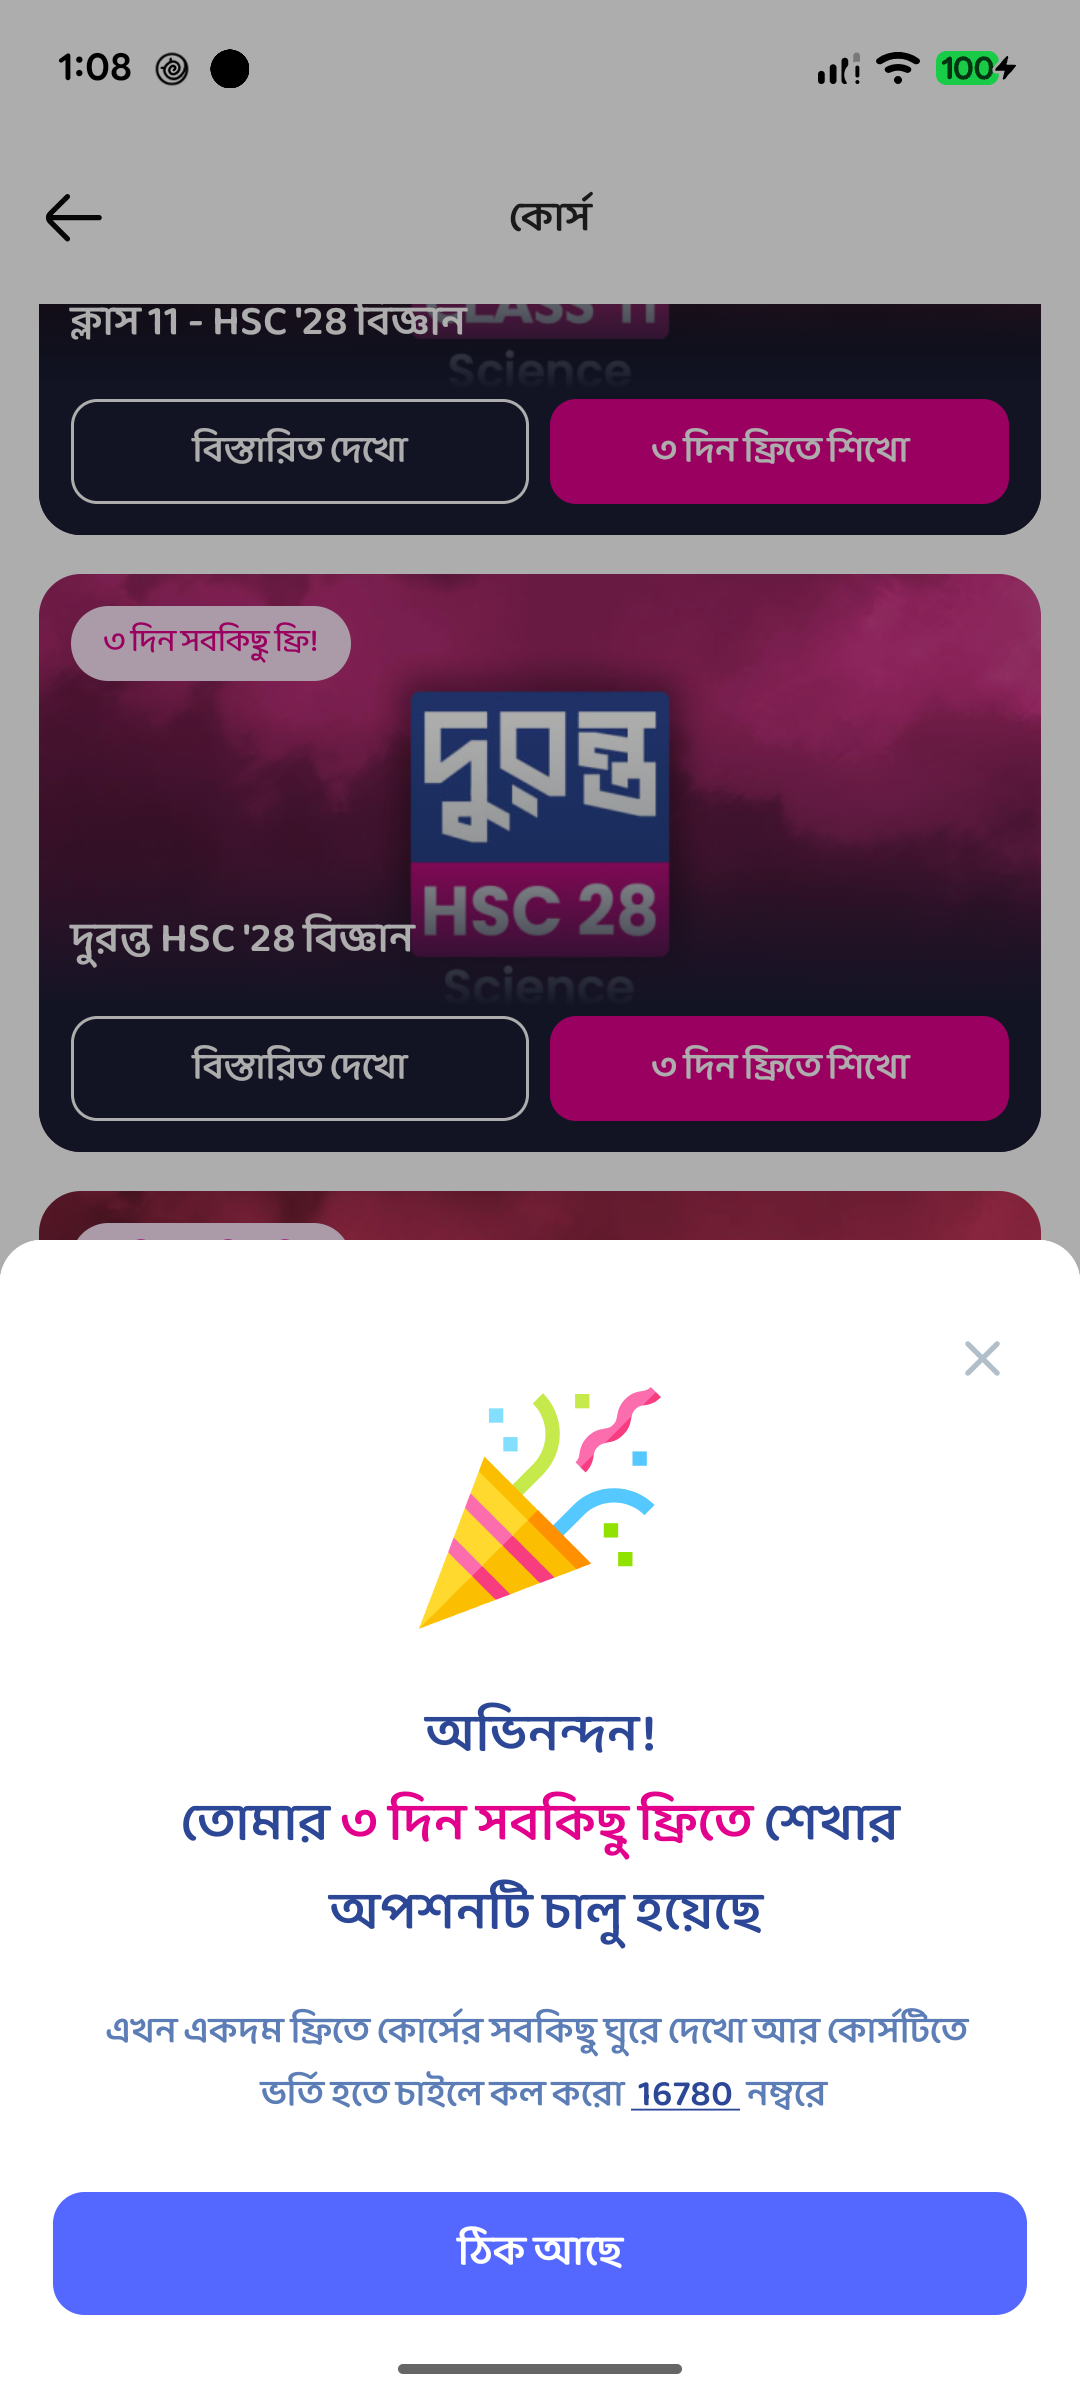 1:08
100
কোর্স
CLASS 11
ক্লাস 11 - HSC '28 বিজ্ঞান
Science
বিস্তারিত দেখো
৩ দিন ফ্রিতে শিখো
৩ দিন সবকিছু ফ্রি!
দুরন্ত
HSC 28
দুরন্ত HSC '28 বিজ্ঞান
Science
বিস্তারিত দেখো
৩ দিন ফ্রিতে শিখো
অভিনন্দন!
তোমার ৩ দিন সবকিছু ফ্রিতে শেখার
অপশনটি চালু হয়েছে
এখন একদম ফ্রিতে কোর্সের সবকিছু ঘুরে দেখো আর কোর্সটিতে
ভর্তি হতে চাইলে কল করো 16780 নম্বরে
ঠিক আছে